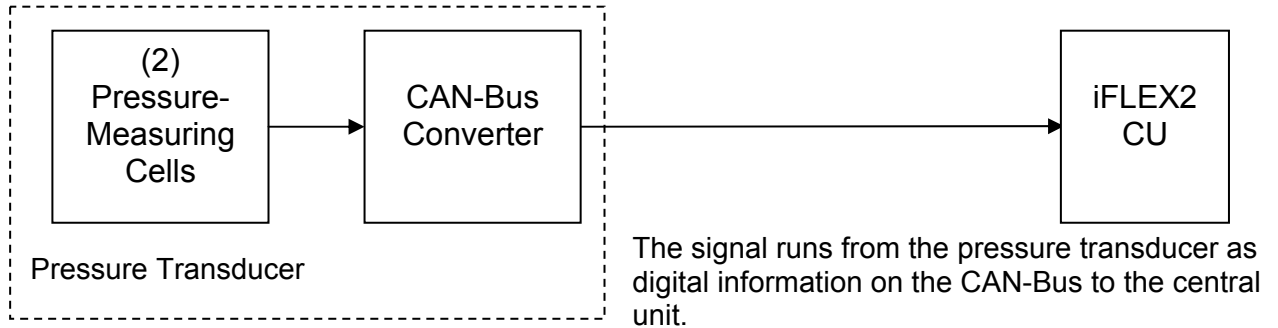 (2)
Pressure-
Measuring
Cells
CAN-Bus
Converter
iFLEX2
CU
Pressure Transducer
The signal runs from the pressure transducer as
digital information on the CAN-Bus to the central
unit.